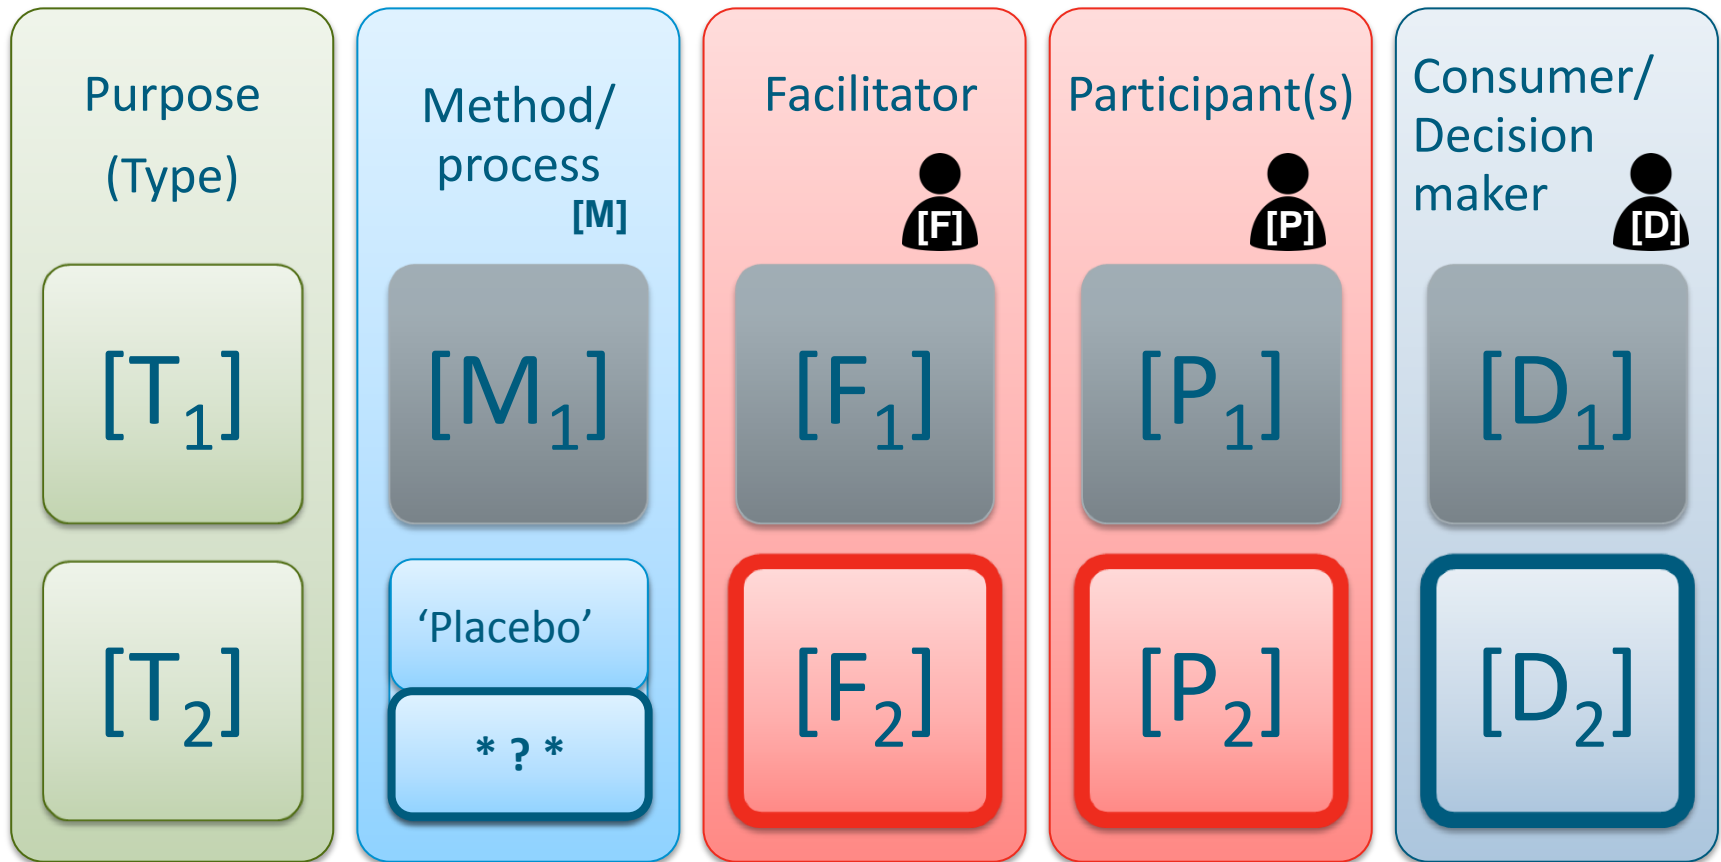 Purpose
(Type)
Method/
process
[M]
Facilitator
[F]
Participant(s)
[P]
Consumer/
Decision
maker
[D]
[T1]
[M1]
[F1]
[P1]
[D1]
[T2]
‘Placebo’
* ? *
[F2]
[P2]
[D2]